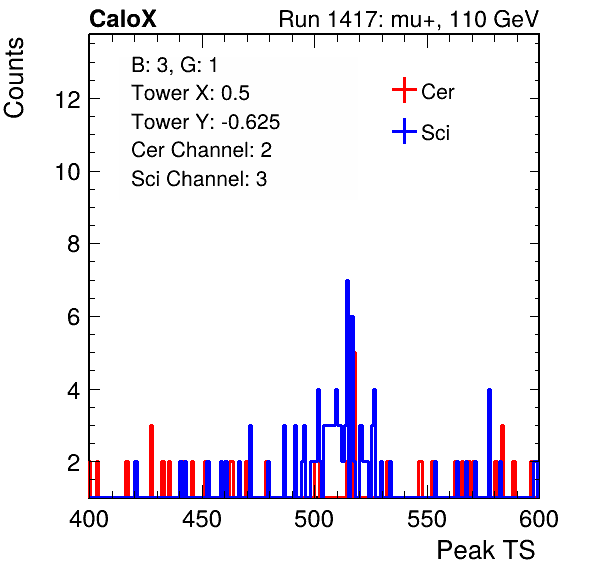 CaloX Run 1417: mu+, 110 GeV
Counts
B: 3, G: 1
Tower X: 0.5
Tower Y: -0.625
Cer Channel: 2
Sci Channel: 3
Cer
Sci
12
10
8
6
4
2
400 450 500 550 600
Peak TS